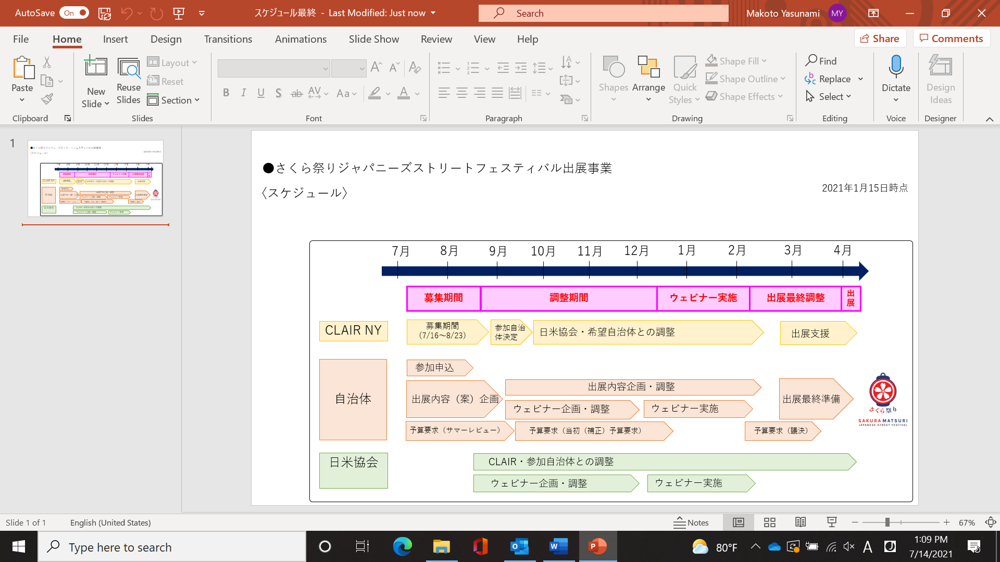 AutoSave On スケジュール最終 - Last Modified: Just now Search Makoto Yasunami MY
File Home Insert Design Transitions Animations Slide Show Review View Help Share Comments
Paste
Clipboard
New Slide
Reuse Slides
Layout
Reset
Section
Slides
B I U S ab AV Aa A
Font
Paragraph
Shapes
Arrange
Quick Styles
Shape Fill
Shape Outline
Shape Effects
Drawing
Find
Replace
Select
Editing
Dictate
Voice
Design Ideas
Designer
1
●さくら祭りジャパニーズストリートフェスティバル出展事業
〈スケジュール〉
2021年1月15日時点
7月 8月 9月 10月 11月 12月 1月 2月 3月 4月
募集期間 調整期間 ウェビナー実施 出展最終調整 出展
CLAIR NY
募集期間
（7/16～8/23）
参加自治
体決定
日米協会・希望自治体との調整
出展支援
自治体
参加申込
出展内容（案）企画
出展内容企画・調整
ウェビナー企画・調整
ウェビナー実施
出展最終準備
予算要求（サマーレビュー）
予算要求（当初（補正）予算要求）
予算要求（議決）
さくら祭り
SAKURA MATSURI
JAPANESE STREET FESTIVAL
日米協会
CLAIR・参加自治体との調整
ウェビナー企画・調整
ウェビナー実施
Slide 1 of 1 English (United States) Notes 67%
Type here to search
80°F
A
J
1:09 PM
7/14/2021